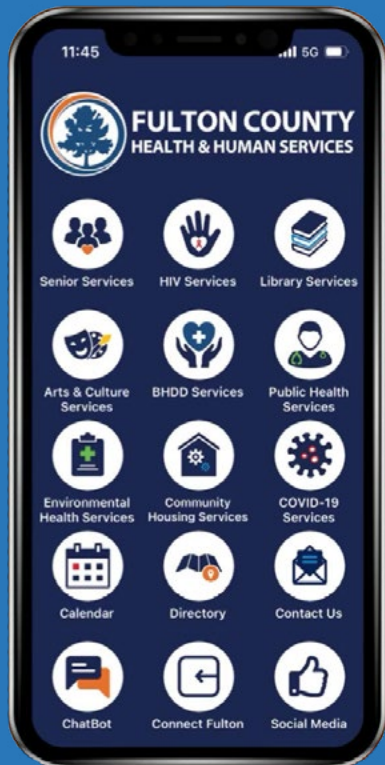 11:45
5G
FULTON COUNTY
HEALTH & HUMAN SERVICES
Senior Services
HIV Services
Library Services
Arts & Culture
Services
BHDD Services
Public Health
Services
Environmental
Health Services
Community
Housing Services
COVID-19
Services
Calendar
Directory
Contact Us
ChatBot
Connect Fulton
Social Media